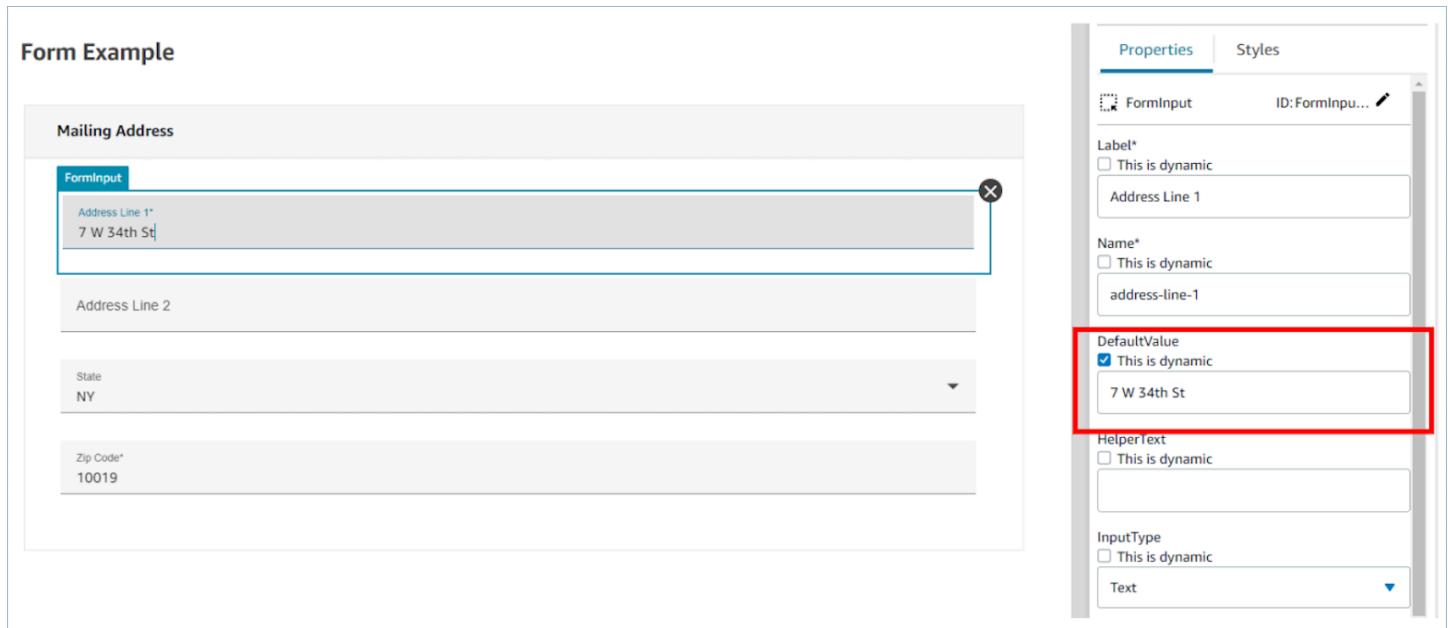 Form Example
Mailing Address
FormInput
Address Line 1*
7 W 34th St
Address Line 2
State
NY
Zip Code*
10019
Properties Styles
FormInput ID:FormInpu...
Label*
This is dynamic
Address Line 1
Name*
This is dynamic
address-line-1
DefaultValue
This is dynamic
7 W 34th St
HelperText
This is dynamic
InputType
This is dynamic
Text